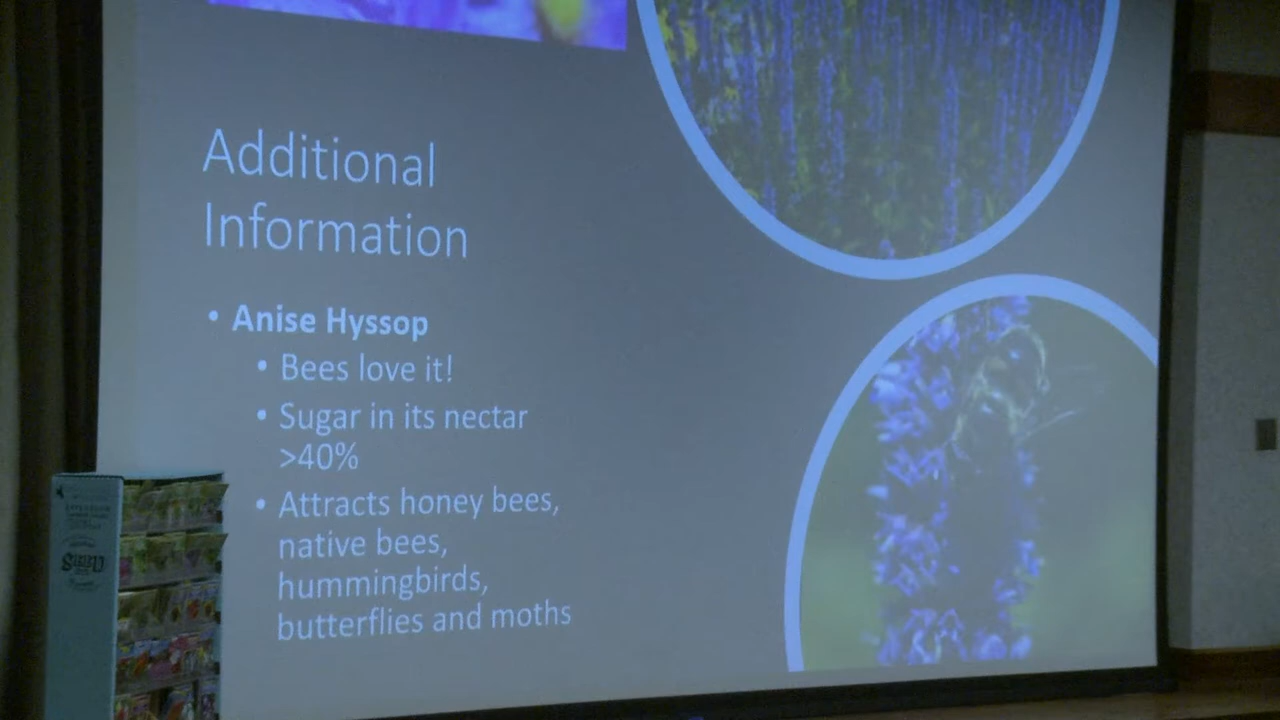 Additional
Information
• Anise Hyssop
• Bees love it!
• Sugar in its nectar
>40%
• Attracts honey bees,
native bees,
hummingbirds,
butterflies and moths